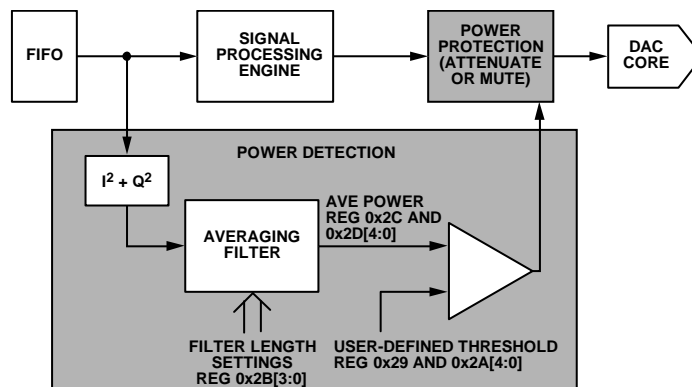 FIFO
SIGNAL
PROCESSING
ENGINE
POWER
PROTECTION
(ATTENUATE
OR MUTE)
DAC
CORE
POWER DETECTION
I² + Q²
AVERAGING
FILTER
AVE POWER
REG 0x2C AND
0x2D[4:0]
FILTER LENGTH
SETTINGS
REG 0x2B[3:0]
USER-DEFINED THRESHOLD
REG 0x29 AND 0x2A[4:0]